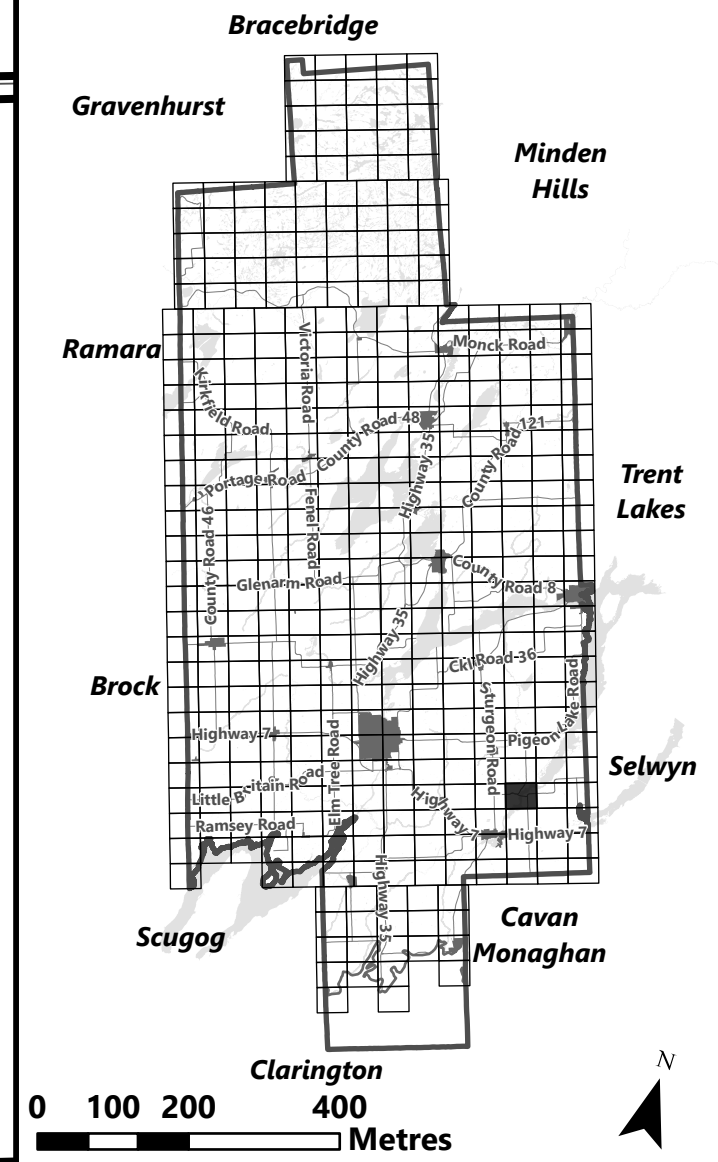 Bracebridge
Gravenhurst
Minden
Hills
Ramara
Monck Road
Victoria Road
Kirkfield Road
County Road 48
County Road 121
Highway 35
Portage Road
Trent
Lakes
Fenel Road
County Road 46
Glenarm Road
County Road 8
Highway 35
Ckl Road 36
Brock
Sturgeon Road
Pigeon Lake Road
Highway 7
Elm Tree Road
Selwyn
Little Britain Road
Highway 7
Ramsey Road
Highway 7
Highway 35
Scugog
Cavan
Monaghan
Clarington
N
0 100 200 400
Metres